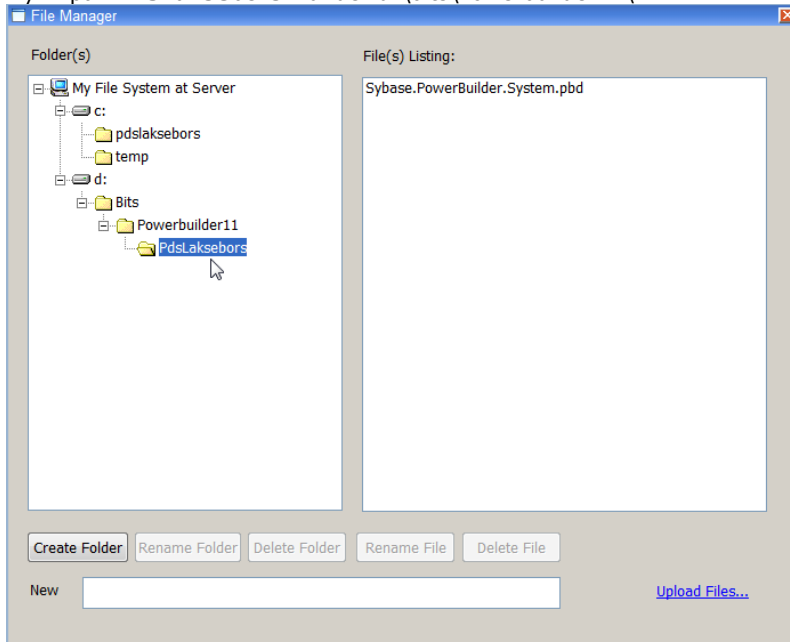 File Manager
Folder(s)
File(s) Listing:
My File System at Server
Sybase.PowerBuilder.System.pbd
c:
pdslaksebors
temp
d:
Bits
Powerbuilder11
PdsLaksebors
Create Folder
Rename Folder
Delete Folder
Rename File
Delete File
New
Upload Files...